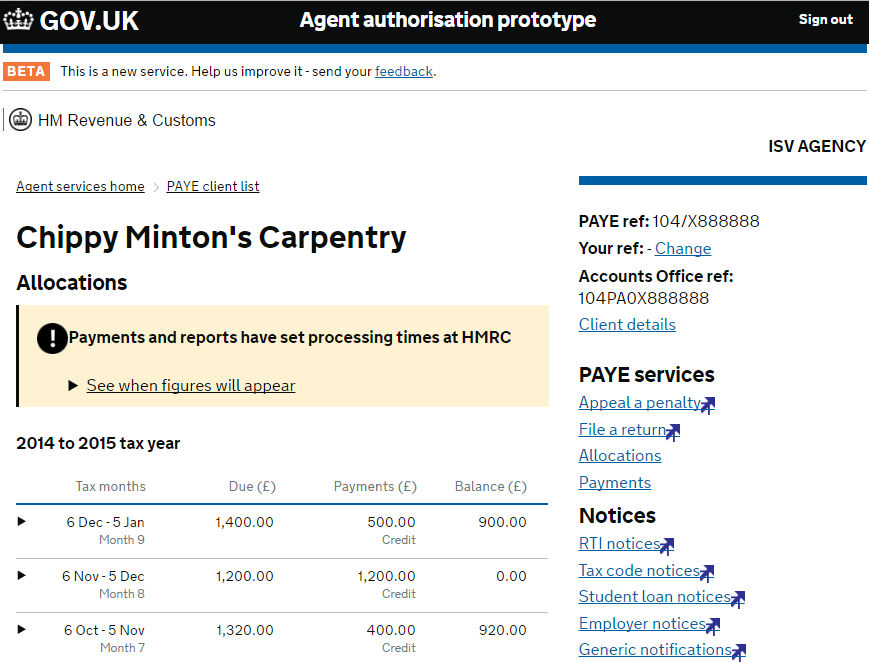 GOV.UK
Agent authorisation prototype
Sign out
BETA This is a new service. Help us improve it - send your feedback.
HM Revenue & Customs
ISV AGENCY
Agent services home > PAYE client list
Chippy Minton's Carpentry
Allocations
! Payments and reports have set processing times at HMRC
See when figures will appear
2014 to 2015 tax year
Tax months Due (£) Payments (£) Balance (£)
6 Dec - 5 Jan 1,400.00 500.00 900.00
Month 9 Credit
6 Nov - 5 Dec 1,200.00 1,200.00 0.00
Month 8 Credit
6 Oct - 5 Nov 1,320.00 400.00 920.00
Month 7 Credit
PAYE ref: 104/X888888
Your ref: - Change
Accounts Office ref:
104PA0X888888
Client details
PAYE services
Appeal a penalty
File a return
Allocations
Payments
Notices
RTI notices
Tax code notices
Student loan notices
Employer notices
Generic notifications